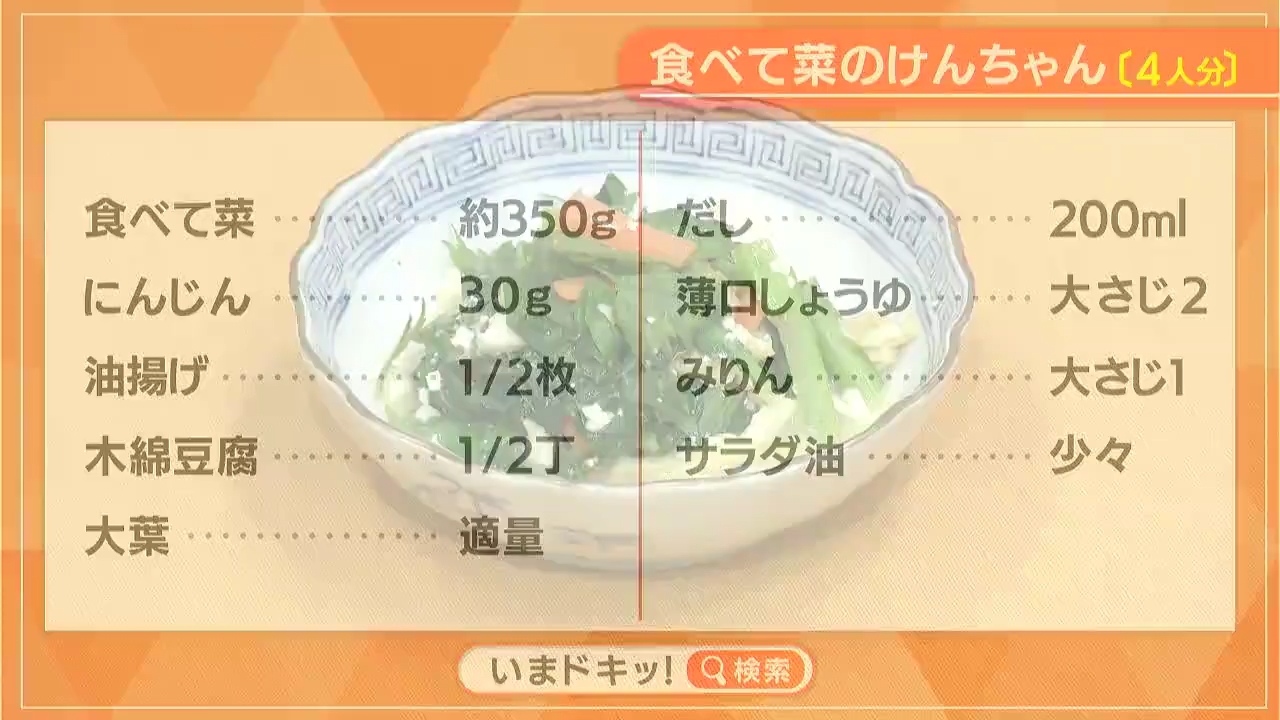 食べて菜のけんちゃん〔4人分〕
食べて菜 約350g
にんじん 30g
油揚げ 1/2枚
木綿豆腐 1/2丁
大葉 適量
だし 200ml
薄口しょうゆ 大さじ2
みりん 大さじ1
サラダ油 少々
いまドキッ! 検索